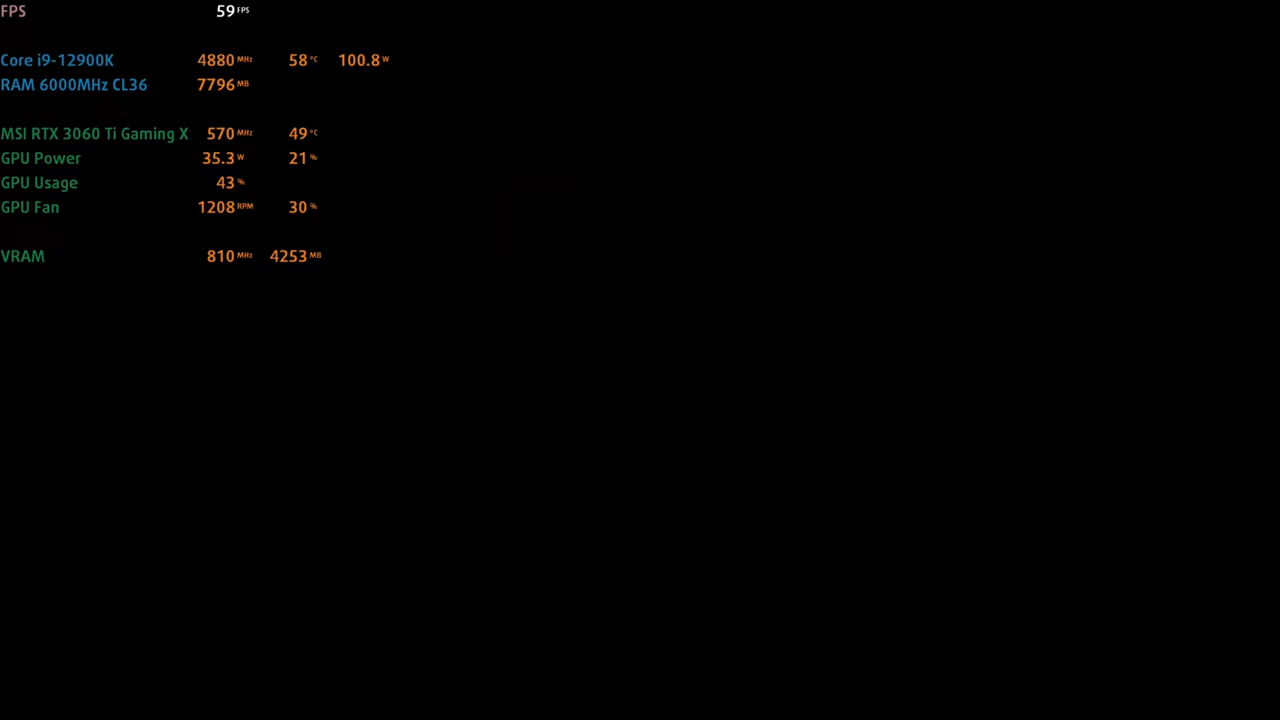 FPS 59 FPS
Core i9-12900K 4880 MHz 58 °C 100.8 W
RAM 6000MHz CL36 7796 MB
MSI RTX 3060 Ti Gaming X 570 MHz 49 °C
GPU Power 35.3 W 21 %
GPU Usage 43 %
GPU Fan 1208 RPM 30 %
VRAM 810 MHz 4253 MB